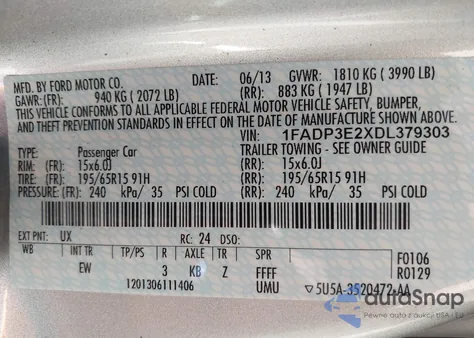 MFD. BY FORD MOTOR CO. DATE: 06/13 GVWR: 1810 KG ( 3990 LB)
GAWR: (FR): 940 KG ( 2072 LB) (RR): 883 KG ( 1947 LB)
THIS VEHICLE CONFORMS TO ALL APPLICABLE FEDERAL MOTOR VEHICLE SAFETY, BUMPER,
AND THEFT PREVENTION STANDARDS IN EFFECT ON THE DATE OF MANUFACTURE SHOWN ABOVE.
VIN: 1FADP3E2XDL379303
TYPE: Passenger Car TRAILER TOWING - SEE OWNER GUIDE
RIM: (FR): 15x6.0J (RR): 15x6.0J
TIRE: (FR): 195/65R15 91H (RR): 195/65R15 91H
PRESSURE: (FR): 240 kPa/ 35 PSI COLD (RR): 240 kPa/ 35 PSI COLD
EXT PNT: UX RC: 24 DSO:
WB INT TR TP/PS R AXLE TR SPR F0106
EW 3 KB Z FFFF R0129
1201306111406 UMU ▽5U5A-3520472-AA
autaSnap
Pewne auto z aukcji USA